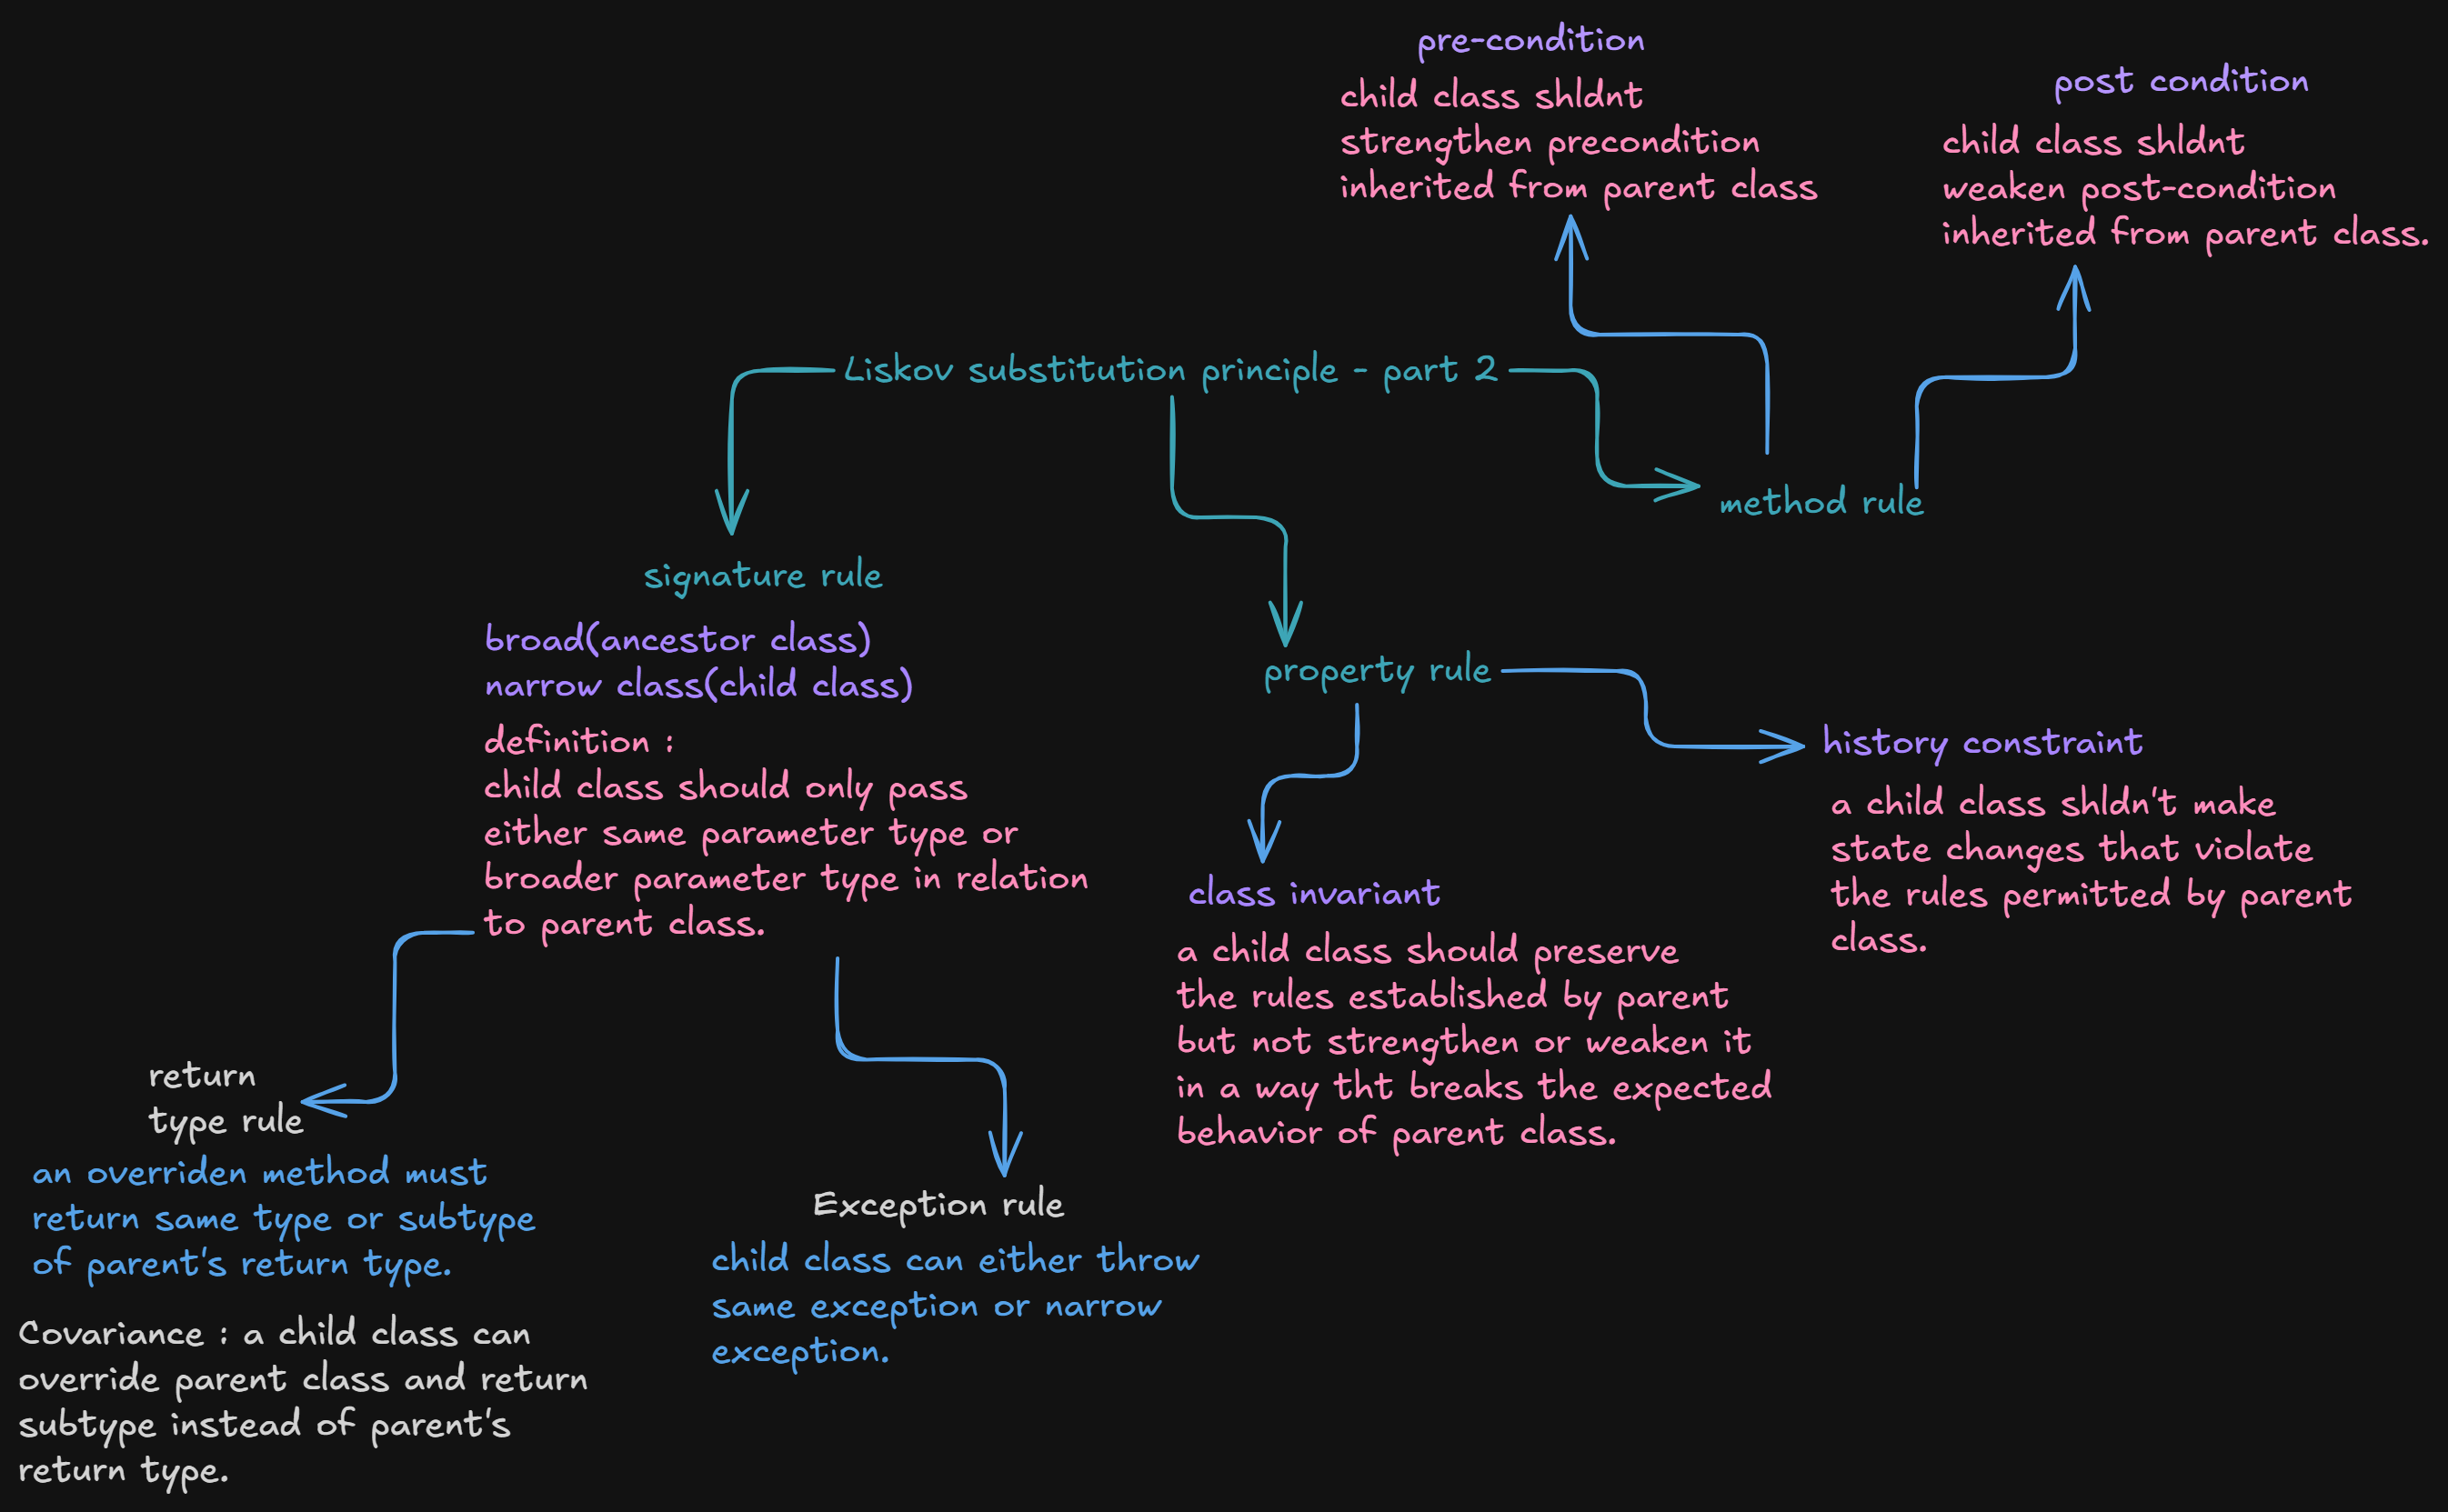 pre-condition
child class shldnt
strengthen precondition
inherited from parent class
post condition
child class shldnt
weaken post-condition
inherited from parent class.
Liskov substitution principle - part 2
method rule
signature rule
broad(ancestor class)
narrow class(child class)
definition :
child class should only pass
either same parameter type or
broader parameter type in relation
to parent class.
property rule
history constraint
a child class shldn't make
state changes that violate
the rules permitted by parent
class.
class invariant
a child class should preserve
the rules established by parent
but not strengthen or weaken it
in a way tht breaks the expected
behavior of parent class.
return
type rule
an overriden method must
return same type or subtype
of parent's return type.
Covariance : a child class can
override parent class and return
subtype instead of parent's
return type.
Exception rule
child class can either throw
same exception or narrow
exception.